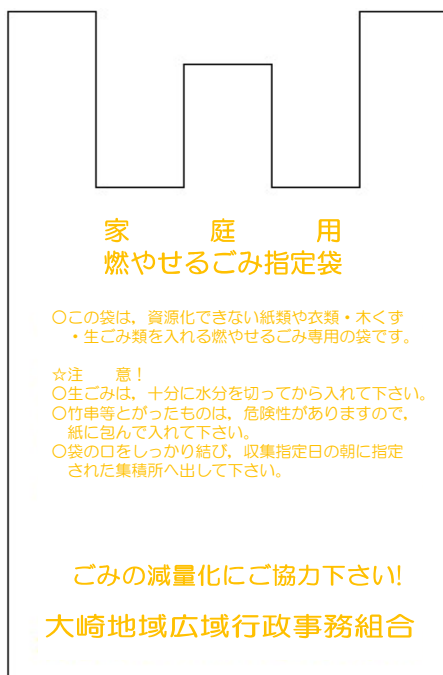 家　庭　用
燃やせるごみ指定袋
○この袋は，資源化できない紙類や衣類・木くず
・生ごみ類を入れる燃やせるごみ専用の袋です。
☆注　意！
○生ごみは，十分に水分を切ってから入れて下さい。
○竹串等とがったものは，危険性がありますので，
紙に包んで入れて下さい。
○袋の口をしっかり結び，収集指定日の朝に指定
された集積所へ出して下さい。
ごみの減量化にご協力下さい!
大崎地域広域行政事務組合